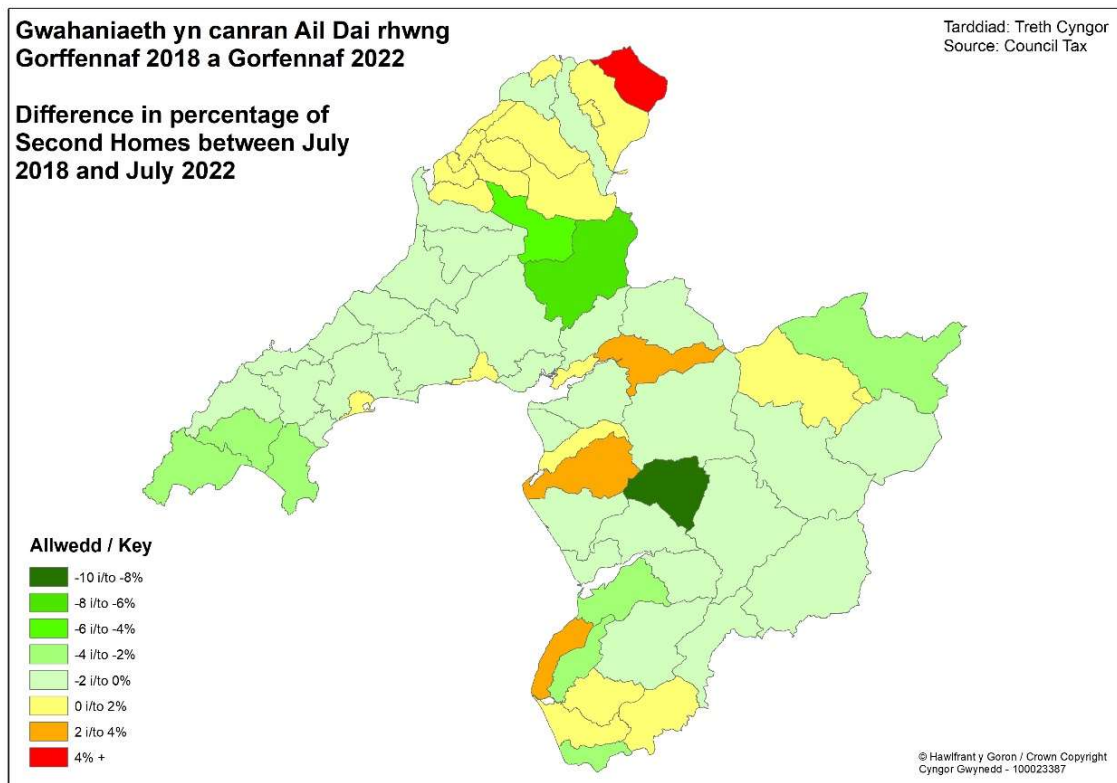 Gwahaniaeth yn canran Ail Dai rhwng
Gorffennaf 2018 a Gorfennaf 2022
Difference in percentage of
Second Homes between July
2018 and July 2022
Tarddiad: Treth Cyngor
Source: Council Tax
Allwedd / Key
-10 i/to -8%
-8 i/to -6%
-6 i/to -4%
-4 i/to -2%
-2 i/to 0%
0 i/to 2%
2 i/to 4%
4% +
© Hawlfrant y Goron / Crown Copyright
Cyngor Gwynedd - 100023387